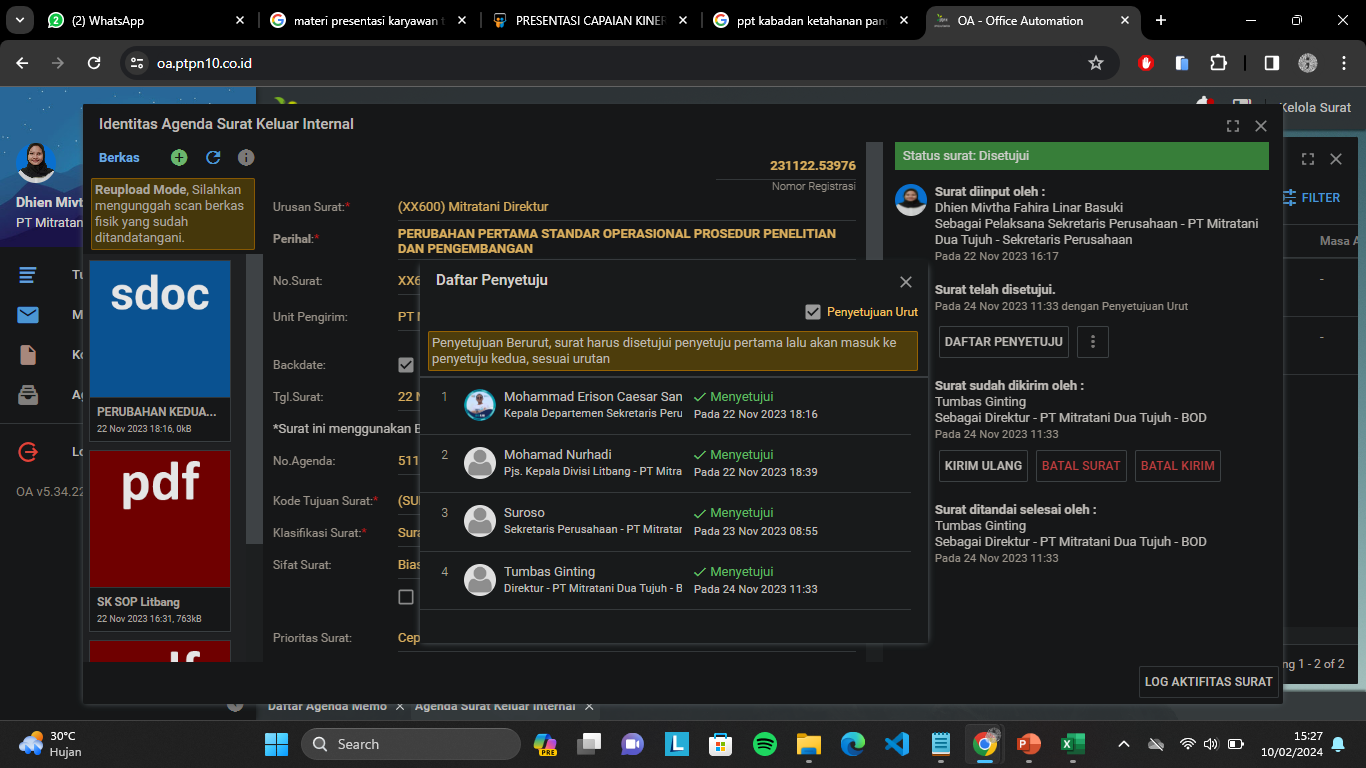 (2) WhatsApp
materi presentasi karyawan t
PRESENTASI CAPAIAN KINEF
ppt kabadan ketahanan pan
OA - Office Automation
oa.ptpn10.co.id
Kelola Surat
Identitas Agenda Surat Keluar Internal
Berkas
Reupload Mode, Silahkan
mengunggah scan berkas
fisik yang sudah
ditandatangani.
sdoc
PERUBAHAN KEDUA...
22 Nov 2023 18:16, 0kB
pdf
SK SOP Litbang
22 Nov 2023 16:31, 763kB
Dhien Mivt
PT Mitratan
OA v5.34.22
231122.53976
Nomor Registrasi
Urusan Surat:* (XX600) Mitratani Direktur
Perihal:* PERUBAHAN PERTAMA STANDAR OPERASIONAL PROSEDUR PENELITIAN
DAN PENGEMBANGAN
No.Surat: XX6
Unit Pengirim: PT
Backdate:
Tgl.Surat: 22
*Surat ini menggunakan
No.Agenda: 511
Kode Tujuan Surat:* (SU
Klasifikasi Surat:* Sura
Sifat Surat: Bias
Prioritas Surat: Cep
Daftar Penyetuju
Penyetujuan Urut
Penyetujuan Berurut, surat harus disetujui penyetuju pertama lalu akan masuk ke
penyetuju kedua, sesuai urutan
1 Mohammad Erison Caesar San Menyetujui
Kepala Departemen Sekretaris Peru Pada 22 Nov 2023 18:16
2 Mohamad Nurhadi Menyetujui
Pjs. Kepala Divisi Litbang - PT Mitra Pada 22 Nov 2023 18:39
3 Suroso Menyetujui
Sekretaris Perusahaan - PT Mitratar Pada 23 Nov 2023 08:55
4 Tumbas Ginting Menyetujui
Direktur - PT Mitratani Dua Tujuh - B Pada 24 Nov 2023 11:33
Status surat: Disetujui
Surat diinput oleh :
Dhien Mivtha Fahira Linar Basuki
Sebagai Pelaksana Sekretaris Perusahaan - PT Mitratani
Dua Tujuh - Sekretaris Perusahaan
Pada 22 Nov 2023 16:17
Surat telah disetujui.
Pada 24 Nov 2023 11:33 dengan Penyetujuan Urut
DAFTAR PENYETUJU
Surat sudah dikirim oleh :
Tumbas Ginting
Sebagai Direktur - PT Mitratani Dua Tujuh - BOD
Pada 24 Nov 2023 11:33
KIRIM ULANG BATAL SURAT BATAL KIRIM
Surat ditandai selesai oleh :
Tumbas Ginting
Sebagai Direktur - PT Mitratani Dua Tujuh - BOD
Pada 24 Nov 2023 11:33
LOG AKTIFITAS SURAT
FILTER
Masa A
-
-
ng 1 - 2 of 2
Daftar Agenda Memo Agenda Surat Keluar Internal
30°C
Hujan
Search
PRE
15:27
10/02/2024